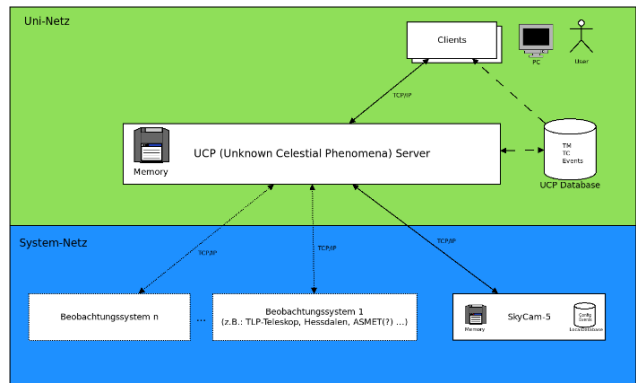 Uni-Netz
Clients
PC
User
TCP/IP
UCP (Unknown Celestial Phenomena) Server
Memory
TM
TC
Events
UCP Database
System-Netz
TCP/IP
TCP/IP
TCP/IP
Beobachtungssystem n
...
Beobachtungssystem 1
(z.B.: TLP-Teleskop, Hessdalen, ASMET(?) ...)
SkyCam-5
Memory
Config
Events
LocalDatabase